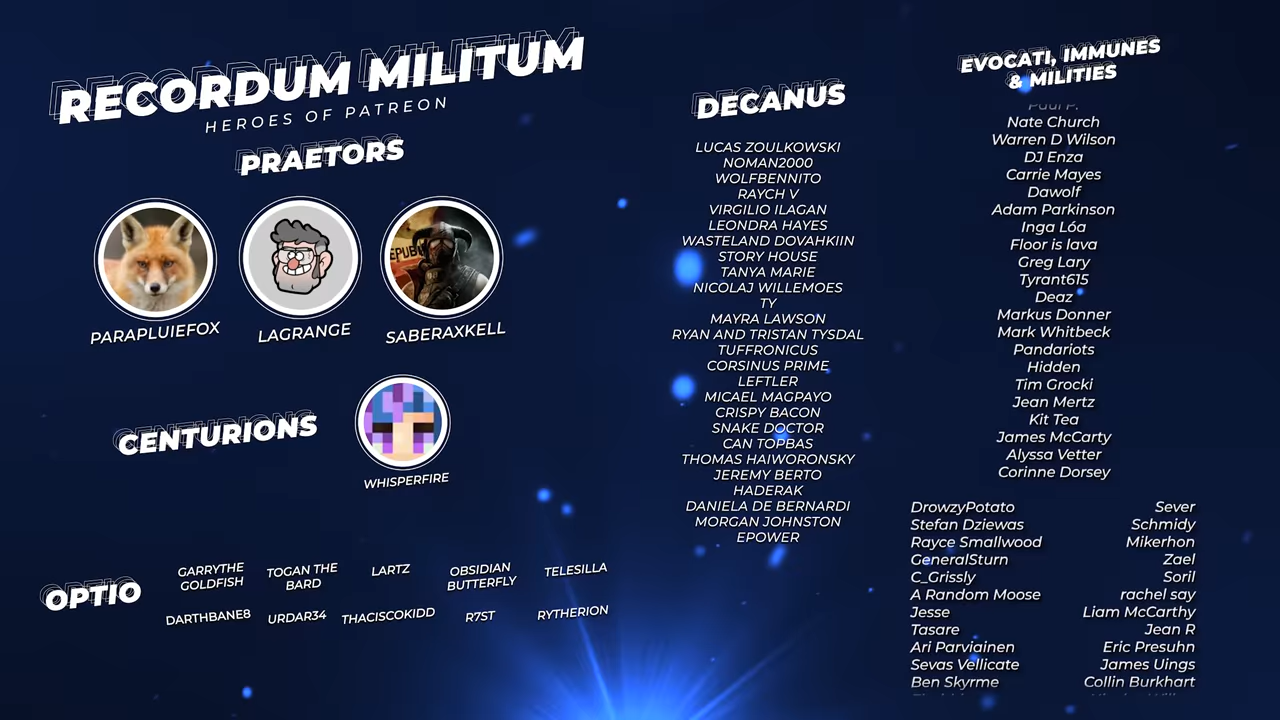 RECORDUM MILITUM
HEROES OF PATREON
PRAETORS
EPUB
PARAPLUIEFOX
LAGRANGE
SABERAXKELL
CENTURIONS
WHISPERFIRE
OPTIO
GARRYTHE
GOLDFISH
TOGAN THE
BARD
LARTZ
OBSIDIAN
BUTTERFLY
TELESILLA
DARTHBANE8
URDAR34
THACISCOKIDD
R7ST
RYTHERION
DECANUS
LUCAS ZOULKOWSKI
NOMAN2000
WOLFBENNITO
RAYCH V
VIRGILIO ILAGAN
LEONDRA HAYES
WASTELAND DOVAHKIIN
STORY HOUSE
TANYA MARIE
NICOLAJ WILLEMOES
TY
MAYRA LAWSON
RYAN AND TRISTAN TYSDAL
TUFFRONICUS
CORSINUS PRIME
LEFTLER
MICAEL MAGPAYO
CRISPY BACON
SNAKE DOCTOR
CAN TOPBAS
THOMAS HAIWORONSKY
JEREMY BERTO
HADERAK
DANIELA DE BERNARDI
MORGAN JOHNSTON
EPOWER
EVOCATI, IMMUNES
& MILITIES
Paul P.
Nate Church
Warren D Wilson
DJ Enza
Carrie Mayes
Dawolf
Adam Parkinson
Inga Lóa
Floor is lava
Greg Lary
Tyrant615
Deaz
Markus Donner
Mark Whitbeck
Pandariots
Hidden
Tim Grocki
Jean Mertz
Kit Tea
James McCarty
Alyssa Vetter
Corinne Dorsey
DrowzyPotato
Stefan Dziewas
Rayce Smallwood
GeneralSturn
C_Grissly
A Random Moose
Jesse
Tasare
Ari Parviainen
Sevas Vellicate
Ben Skyrme
Sever
Schmidy
Mikerhon
Zael
Soril
rachel say
Liam McCarthy
Jean R
Eric Presuhn
James Uings
Collin Burkhart